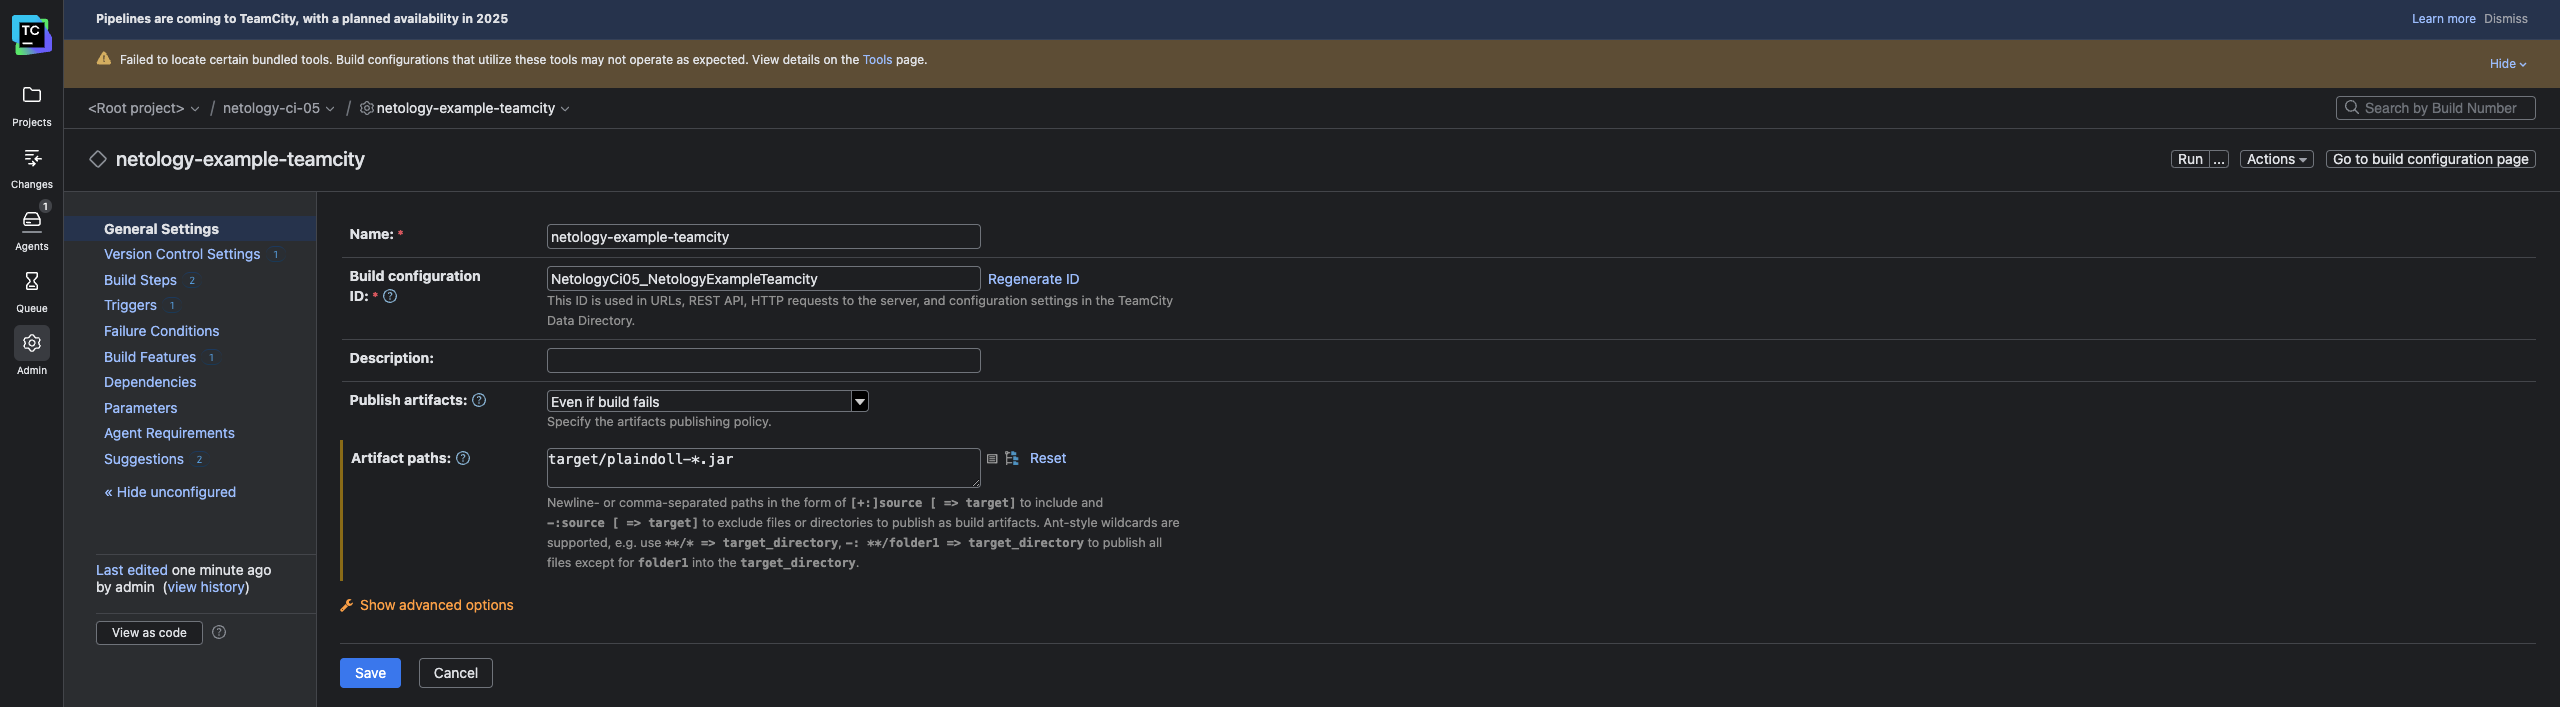 Pipelines are coming to TeamCity, with a planned availability in 2025
Learn more Dismiss
Failed to locate certain bundled tools. Build configurations that utilize these tools may not operate as expected. View details on the Tools page.
Hide
TC
Projects
Changes
1
Agents
Queue
Admin
<Root project> / netology-ci-05 / netology-example-teamcity
Search by Build Number
netology-example-teamcity
Run ... Actions Go to build configuration page
General Settings
Version Control Settings 1
Build Steps 2
Triggers 1
Failure Conditions
Build Features 1
Dependencies
Parameters
Agent Requirements
Suggestions 2
« Hide unconfigured
Last edited one minute ago
by admin (view history)
View as code ?
Name: * netology-example-teamcity
Build configuration
ID: * ? NetologyCi05_NetologyExampleTeamcity Regenerate ID
This ID is used in URLs, REST API, HTTP requests to the server, and configuration settings in the TeamCity
Data Directory.
Description:
Publish artifacts: ? Even if build fails
Specify the artifacts publishing policy.
Artifact paths: ? target/plaindoll-*.jar Reset
Newline- or comma-separated paths in the form of [+:]source [ => target] to include and
-:source [ => target] to exclude files or directories to publish as build artifacts. Ant-style wildcards are
supported, e.g. use **/* => target_directory, -: **/folder1 => target_directory to publish all
files except for folder1 into the target_directory.
Show advanced options
Save Cancel